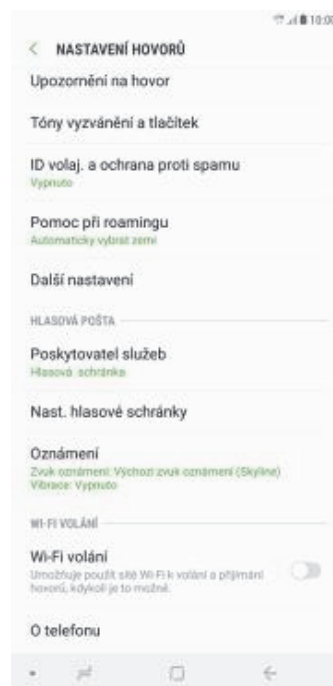 10:00
NASTAVENÍ HOVORŮ
Upozornění na hovor
Tóny vyzvánění a tlačítek
ID volaj. a ochrana proti spamu
Vypnuto
Pomoc při roamingu
Automaticky vybrat zemi
Další nastavení
HLASOVÁ POŠTA
Poskytovatel služeb
Hlasová schránka
Nast. hlasové schránky
Oznámení
Zvuk oznámení: Výchozí zvuk oznámení (Skyline)
Vibrace: Vypnuto
WI-FI VOLÁNÍ
Wi-Fi volání
Umožňuje použít sítě Wi-Fi k volání a přijímání
hovorů, kdykoli je to možné.
O telefonu